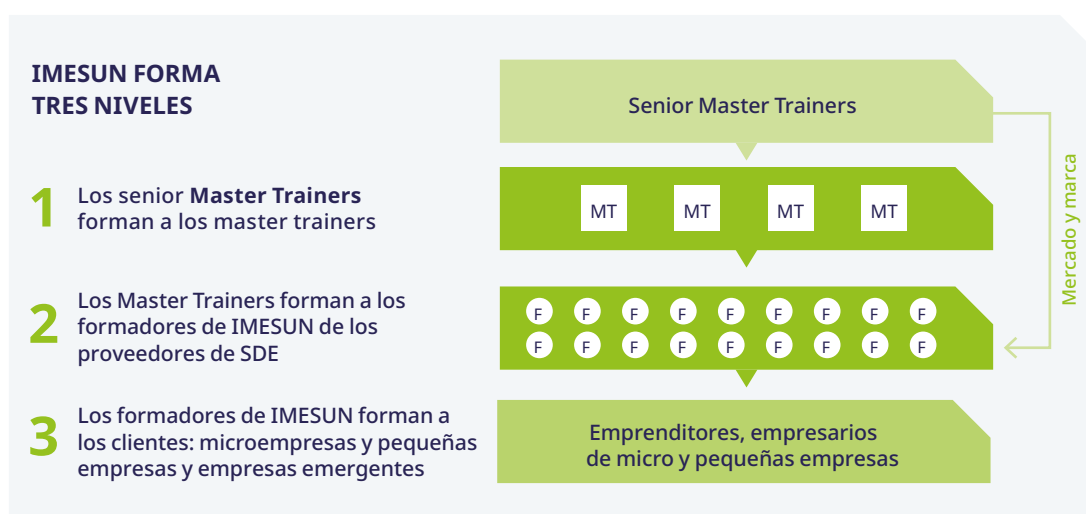 IMESUN FORMA
TRES NIVELES
Senior Master Trainers
1
Los senior Master Trainers
forman a los master trainers
MT MT MT MT
Mercado y marca
2
Los Master Trainers forman a los
formadores de IMESUN de los
proveedores de SDE
F F F F F F F F F
F F F F F F F F F
3
Los formadores de IMESUN forman a
los clientes: microempresas y pequeñas
empresas y empresas emergentes
Emprenditores, empresarios
de micro y pequeñas empresas